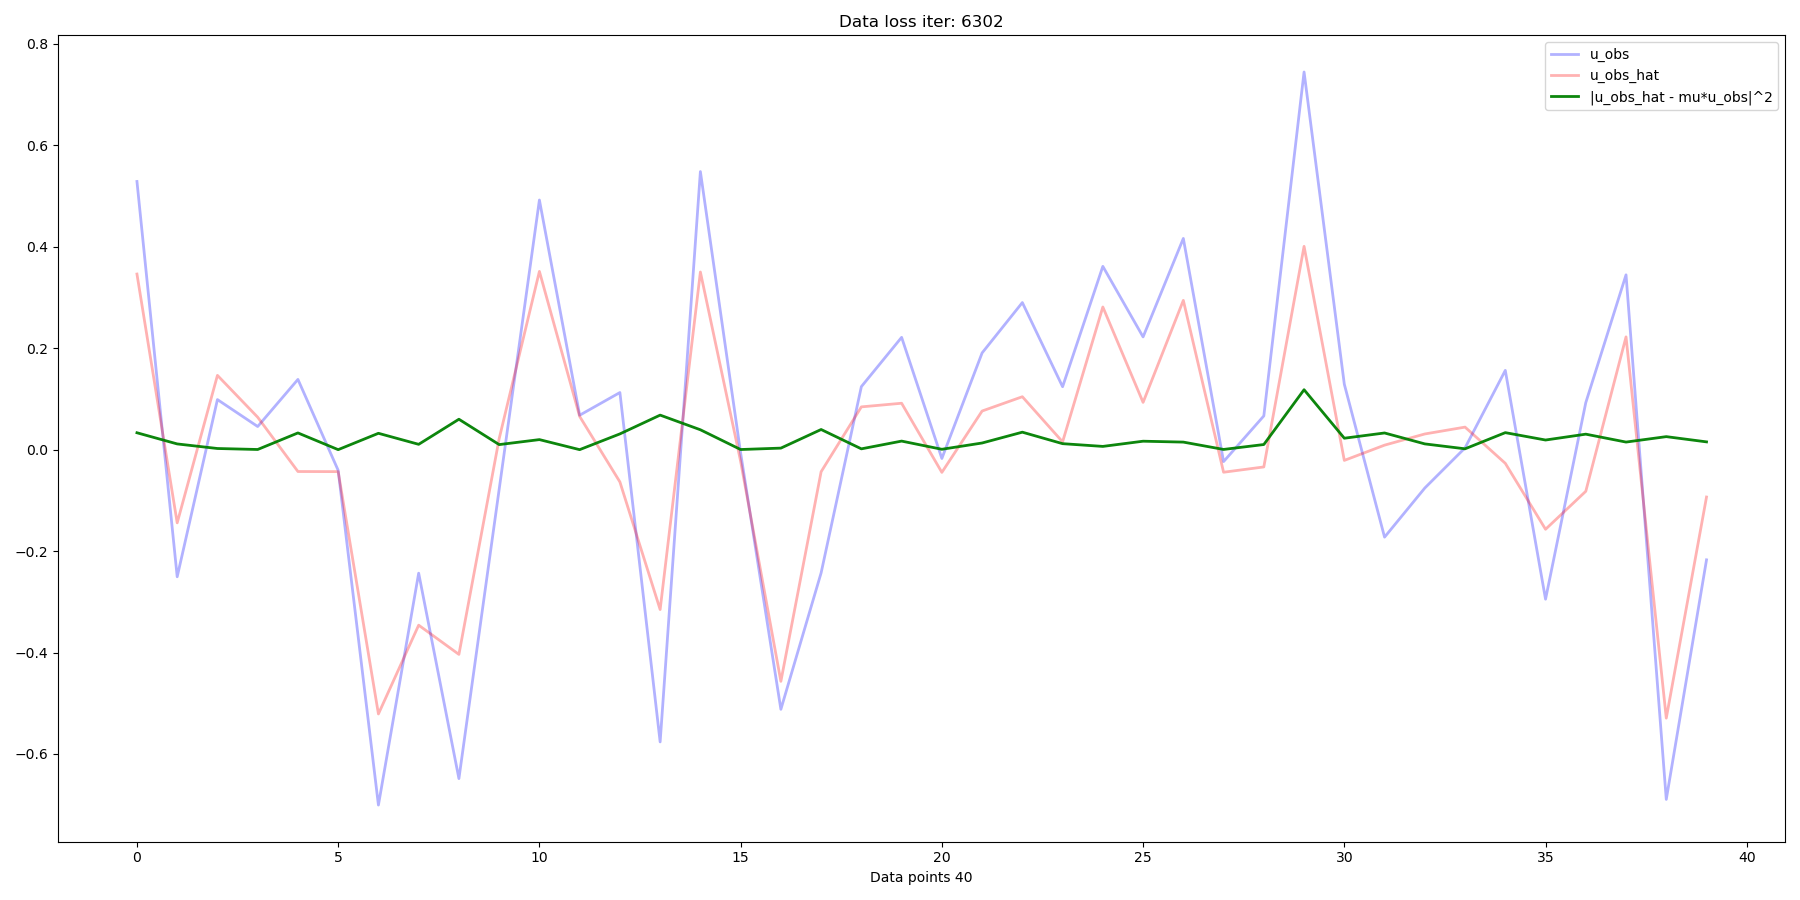 Data loss iter: 6302
u_obs
u_obs_hat
|u_obs_hat - mu*u_obs|^2
0.8
0.6
0.4
0.2
0.0
−0.2
−0.4
−0.6
0 5 10 15 20 25 30 35 40
Data points 40